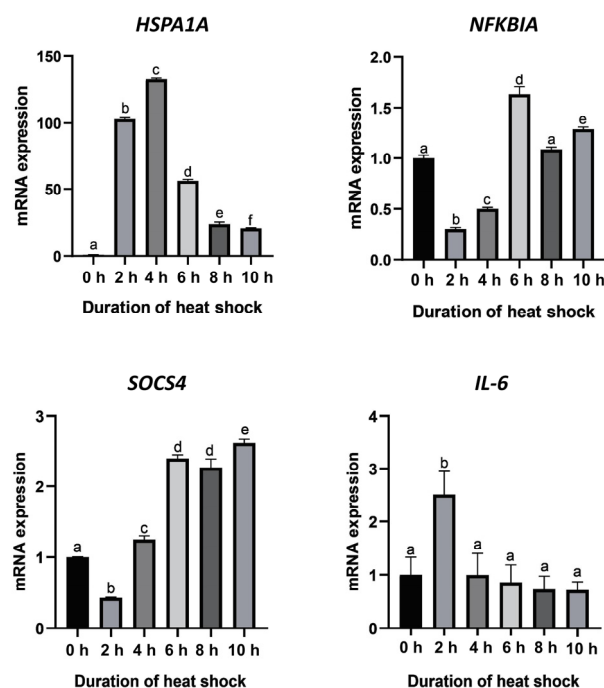 HSPA1A
mRNA expression
150
100
50
0
a
b
c
d
e
f
0 h 2 h 4 h 6 h 8 h 10 h
Duration of heat shock
NFKBIA
mRNA expression
2.0
1.5
1.0
0.5
0.0
a
b
c
d
a
e
0 h 2 h 4 h 6 h 8 h 10 h
Duration of heat shock
SOCS4
mRNA expression
3
2
1
0
a
b
c
d
d
e
0 h 2 h 4 h 6 h 8 h 10 h
Duration of heat shock
IL-6
mRNA expression
4
3
2
1
0
a
b
a
a
a
a
0 h 2 h 4 h 6 h 8 h 10 h
Duration of heat shock